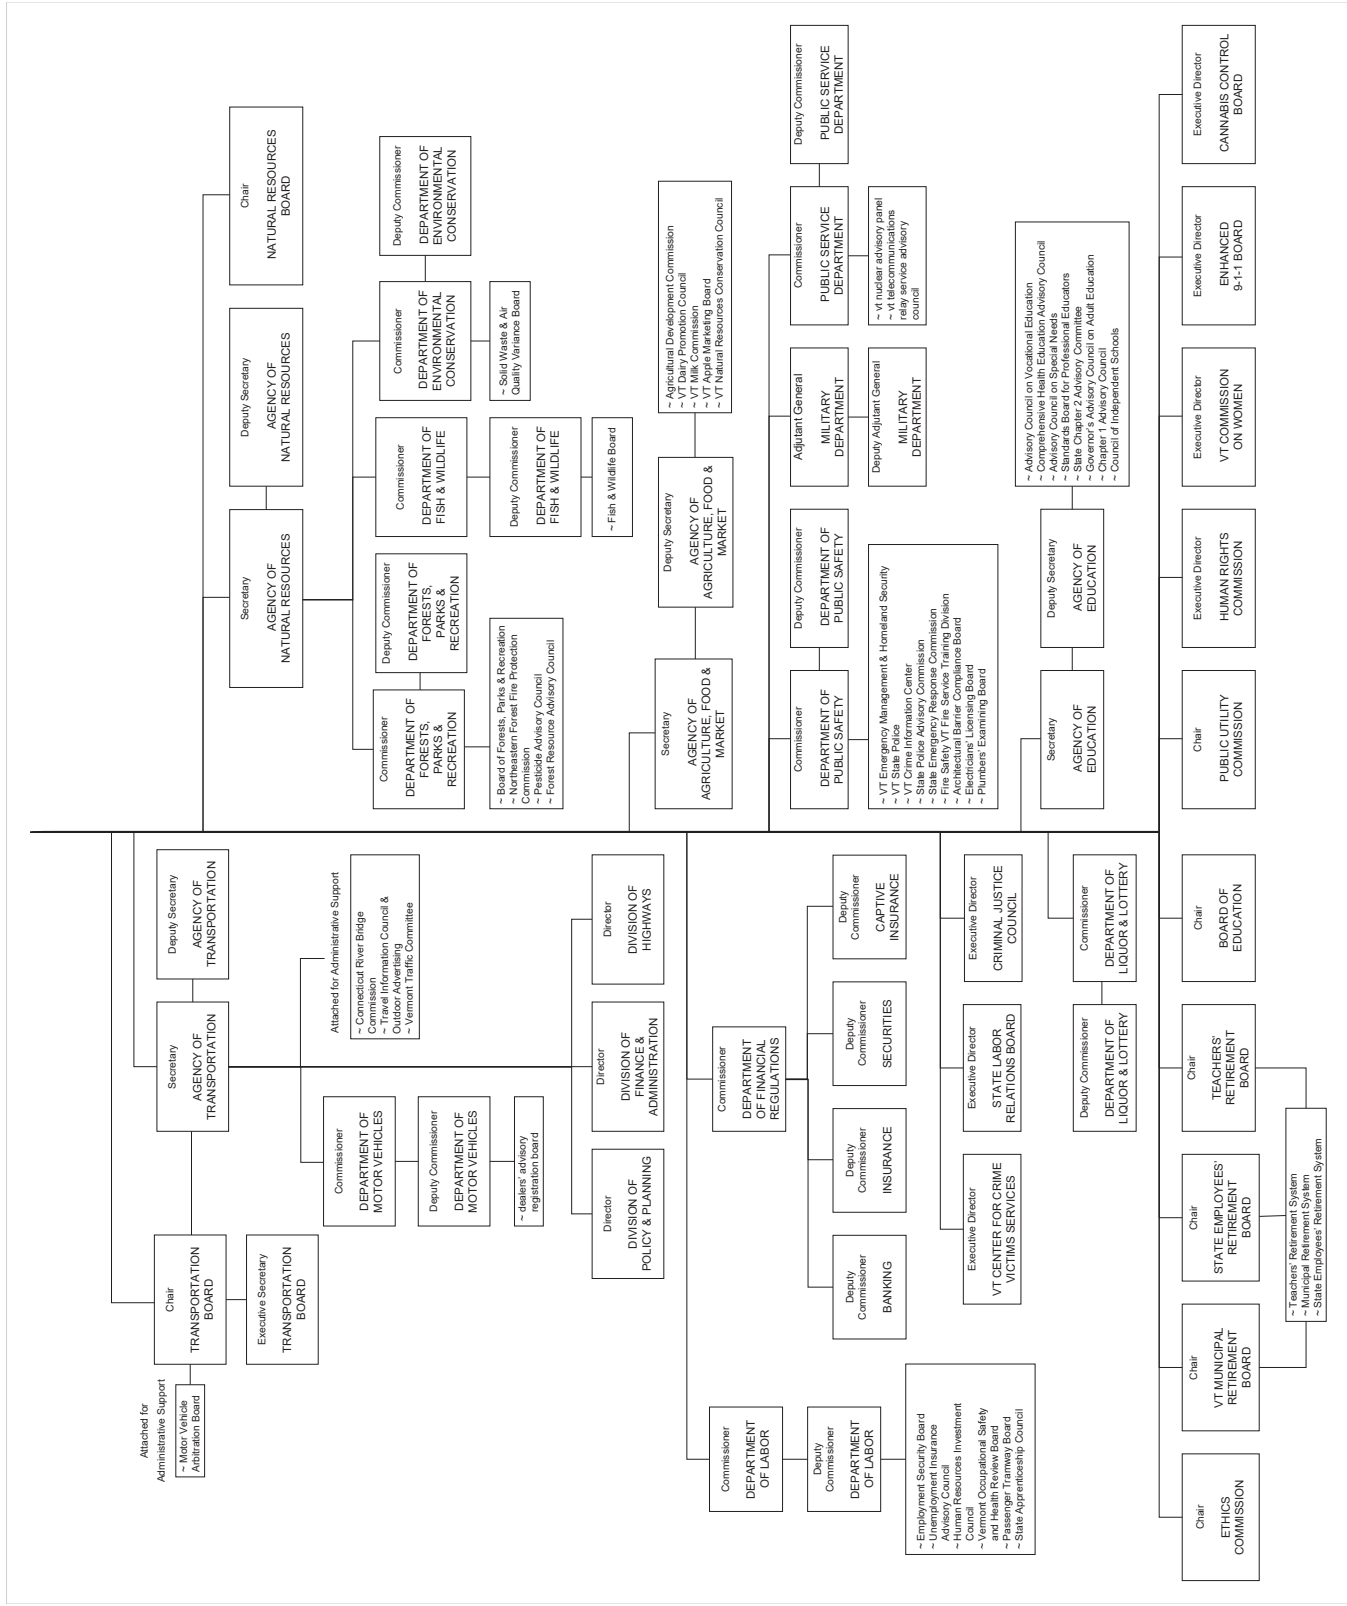 Attached for
Administrative Support
~ Motor Vehicle
Arbitration Board
Chair
TRANSPORTATION
BOARD
Executive Secretary
TRANSPORTATION
BOARD
Secretary
AGENCY OF
TRANSPORTATION
Deputy Secretary
AGENCY OF
TRANSPORTATION
Attached for Administrative Support
~ Connecticut River Bridge
Commission
~ Travel Information Council &
Outdoor Advertising
~ Vermont Traffic Committee
Commissioner
DEPARTMENT OF
MOTOR VEHICLES
Deputy Commissioner
DEPARTMENT OF
MOTOR VEHICLES
~ dealers' advisory
registration board
Director
DIVISION OF
POLICY & PLANNING
Director
DIVISION OF
FINANCE &
ADMINISTRATION
Director
DIVISION OF
HIGHWAYS
Secretary
AGENCY OF
NATURAL RESOURCES
Deputy Secretary
AGENCY OF
NATURAL RESOURCES
Chair
NATURAL RESOURCES
BOARD
Commissioner
DEPARTMENT OF
FORESTS,
PARKS &
RECREATION
Deputy Commissioner
DEPARTMENT OF
FORESTS,
PARKS &
RECREATION
~ Board of Forests, Parks & Recreation
~ Northeastern Forest Fire Protection
Commission
~ Pesticide Advisory Council
~ Forest Resource Advisory Council
Commissioner
DEPARTMENT OF
FISH & WILDLIFE
Deputy Commissioner
DEPARTMENT OF
FISH & WILDLIFE
~ Fish & Wildlife Board
Commissioner
DEPARTMENT OF
ENVIRONMENTAL
CONSERVATION
Deputy Commissioner
DEPARTMENT OF
ENVIRONMENTAL
CONSERVATION
~ Solid Waste & Air
Quality Variance Board
Secretary
AGENCY OF
AGRICULTURE, FOOD &
MARKET
Deputy Secretary
AGENCY OF
AGRICULTURE, FOOD &
MARKET
~ Agricultural Development Commission
~ VT Dairy Promotion Council
~ VT Milk Commission
~ VT Apple Marketing Board
~ VT Natural Resources Conservation Council
Commissioner
DEPARTMENT
OF LABOR
Deputy
Commissioner
DEPARTMENT
OF LABOR
~ Employment Security Board
~ Unemployment Insurance
Advisory Council
~ Human Resources Investment
Council
~ Vermont Occupational Safety
and Health Review Board
~ Passenger Tramway Board
~ State Apprenticeship Council
Commissioner
DEPARTMENT
OF FINANCIAL
REGULATIONS
Deputy
Commissioner
BANKING
Deputy
Commissioner
INSURANCE
Deputy
Commissioner
SECURITIES
Deputy
Commissioner
CAPTIVE
INSURANCE
Commissioner
DEPARTMENT OF
PUBLIC SAFETY
Deputy Commissioner
DEPARTMENT OF
PUBLIC SAFETY
~ VT Emergency Management & Homeland Security
~ VT State Police
~ VT Crime Information Center
~ State Police Advisory Commission
~ State Emergency Response Commission
~ Fire Safety VT Fire Service Training Division
~ Architectural Barrier Compliance Board
~ Electricians' Licensing Board
~ Plumbers' Examining Board
Adjutant General
MILITARY
DEPARTMENT
Deputy Adjutant General
MILITARY
DEPARTMENT
Commissioner
PUBLIC SERVICE
DEPARTMENT
Deputy Commissioner
PUBLIC SERVICE
DEPARTMENT
~ vt nuclear advisory panel
~ vt telecommunications
relay service advisory
council
Executive Director
VT CENTER FOR CRIME
VICTIMS SERVICES
Executive Director
STATE LABOR
RELATIONS BOARD
Executive Director
CRIMINAL JUSTICE
COUNCIL
Secretary
AGENCY OF
EDUCATION
Deputy Secretary
AGENCY OF
EDUCATION
~ Advisory Council on Vocational Education
~ Comprehensive Health Education Advisory Council
~ Advisory Council on Special Needs
~ Standards Board for Professional Educators
~ State Chapter 2 Advisory Committee
~ Governor's Advisory Council on Adult Education
~ Chapter 1 Advisory Council
~ Council of Independent Schools
Deputy Commissioner
DEPARTMENT OF
LIQUOR & LOTTERY
Commissioner
DEPARTMENT OF
LIQUOR & LOTTERY
Chair
ETHICS
COMMISSION
Chair
VT MUNICIPAL
RETIREMENT
BOARD
Chair
STATE EMPLOYEES'
RETIREMENT
BOARD
Chair
TEACHERS'
RETIREMENT
BOARD
Chair
BOARD OF
EDUCATION
Chair
PUBLIC UTILITY
COMMISSION
Executive Director
HUMAN RIGHTS
COMMISSION
Executive Director
VT COMMISSION
ON WOMEN
Executive Director
ENHANCED
9-1-1 BOARD
Executive Director
CANNABIS CONTROL
BOARD
~ Teachers' Retirement System
~ Municipal Retirement System
~ State Employees' Retirement System